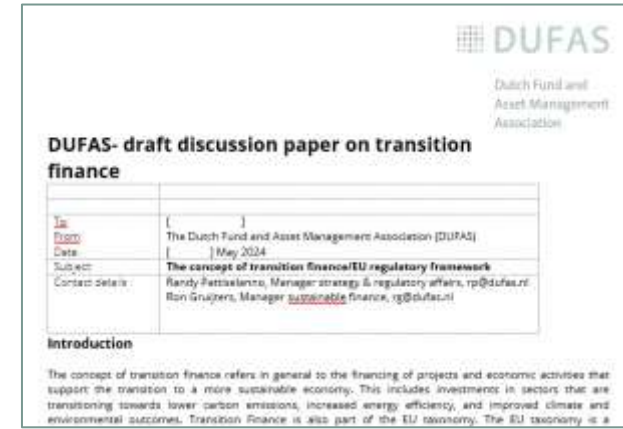 DUFAS
Dutch Fund and
Asset Management
Association
DUFAS- draft discussion paper on transition
finance
To [ ]
From The Dutch Fund and Asset Management Association (DUFAS)
Date [ ] May 2024
Subject The concept of transition finance/EU regulatory framework
Contact details Randy Pattiselanno, Manager strategy & regulatory affairs, rp@dufas.nl
Ron Gruijters, Manager sustainable finance, rg@dufas.nl
Introduction
The concept of transition finance refers in general to the financing of projects and economic activities that
support the transition to a more sustainable economy. This includes investments in sectors that are
transitioning towards lower carbon emissions, increased energy efficiency, and improved climate and
environmental outcomes. Transition Finance is also part of the EU taxonomy. The EU taxonomy is a